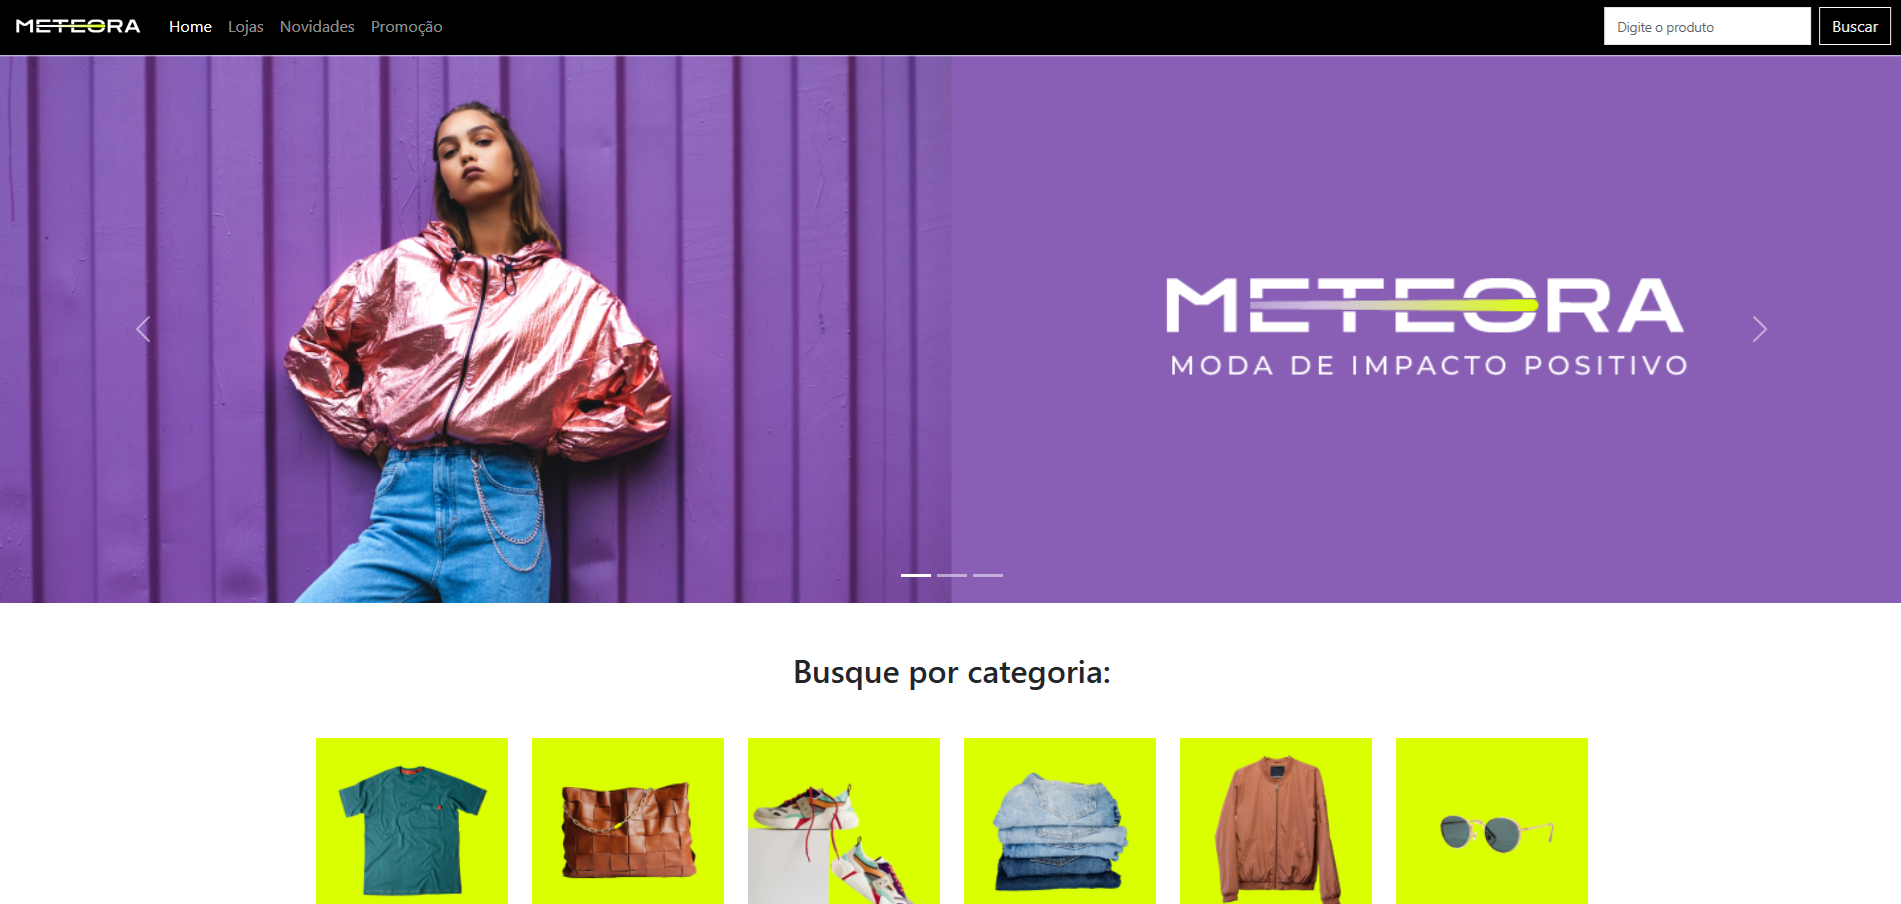 METEORA Home Lojas Novidades Promoção Digite o produto Buscar
METEORA
MODA DE IMPACTO POSITIVO
Busque por categoria: